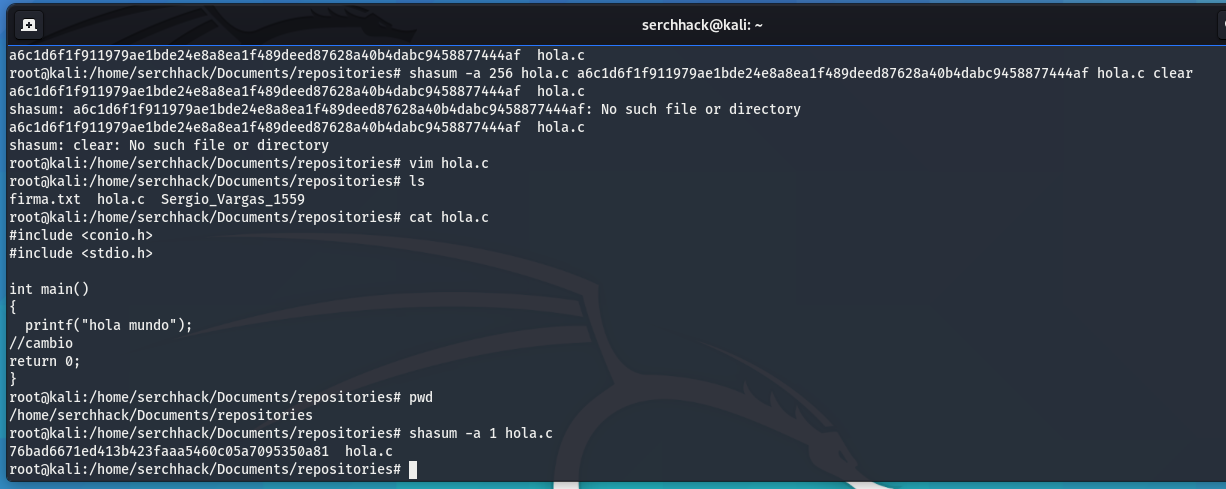 serchhack@kali: ~
a6c1d6f1f911979ae1bde24e8a8ea1f489deed87628a40b4dabc9458877444af  hola.c
root@kali:/home/serchhack/Documents/repositories# shasum -a 256 hola.c a6c1d6f1f911979ae1bde24e8a8ea1f489deed87628a40b4dabc9458877444af hola.c clear
a6c1d6f1f911979ae1bde24e8a8ea1f489deed87628a40b4dabc9458877444af  hola.c
shasum: a6c1d6f1f911979ae1bde24e8a8ea1f489deed87628a40b4dabc9458877444af: No such file or directory
a6c1d6f1f911979ae1bde24e8a8ea1f489deed87628a40b4dabc9458877444af  hola.c
shasum: clear: No such file or directory
root@kali:/home/serchhack/Documents/repositories# vim hola.c
root@kali:/home/serchhack/Documents/repositories# ls
firma.txt  hola.c  Sergio_Vargas_1559
root@kali:/home/serchhack/Documents/repositories# cat hola.c
#include <conio.h>
#include <stdio.h>

int main()
{
  printf("hola mundo");
//cambio
return 0;
}
root@kali:/home/serchhack/Documents/repositories# pwd
/home/serchhack/Documents/repositories
root@kali:/home/serchhack/Documents/repositories# shasum -a 1 hola.c
76bad6671ed413b423faaa5460c05a7095350a81  hola.c
root@kali:/home/serchhack/Documents/repositories#